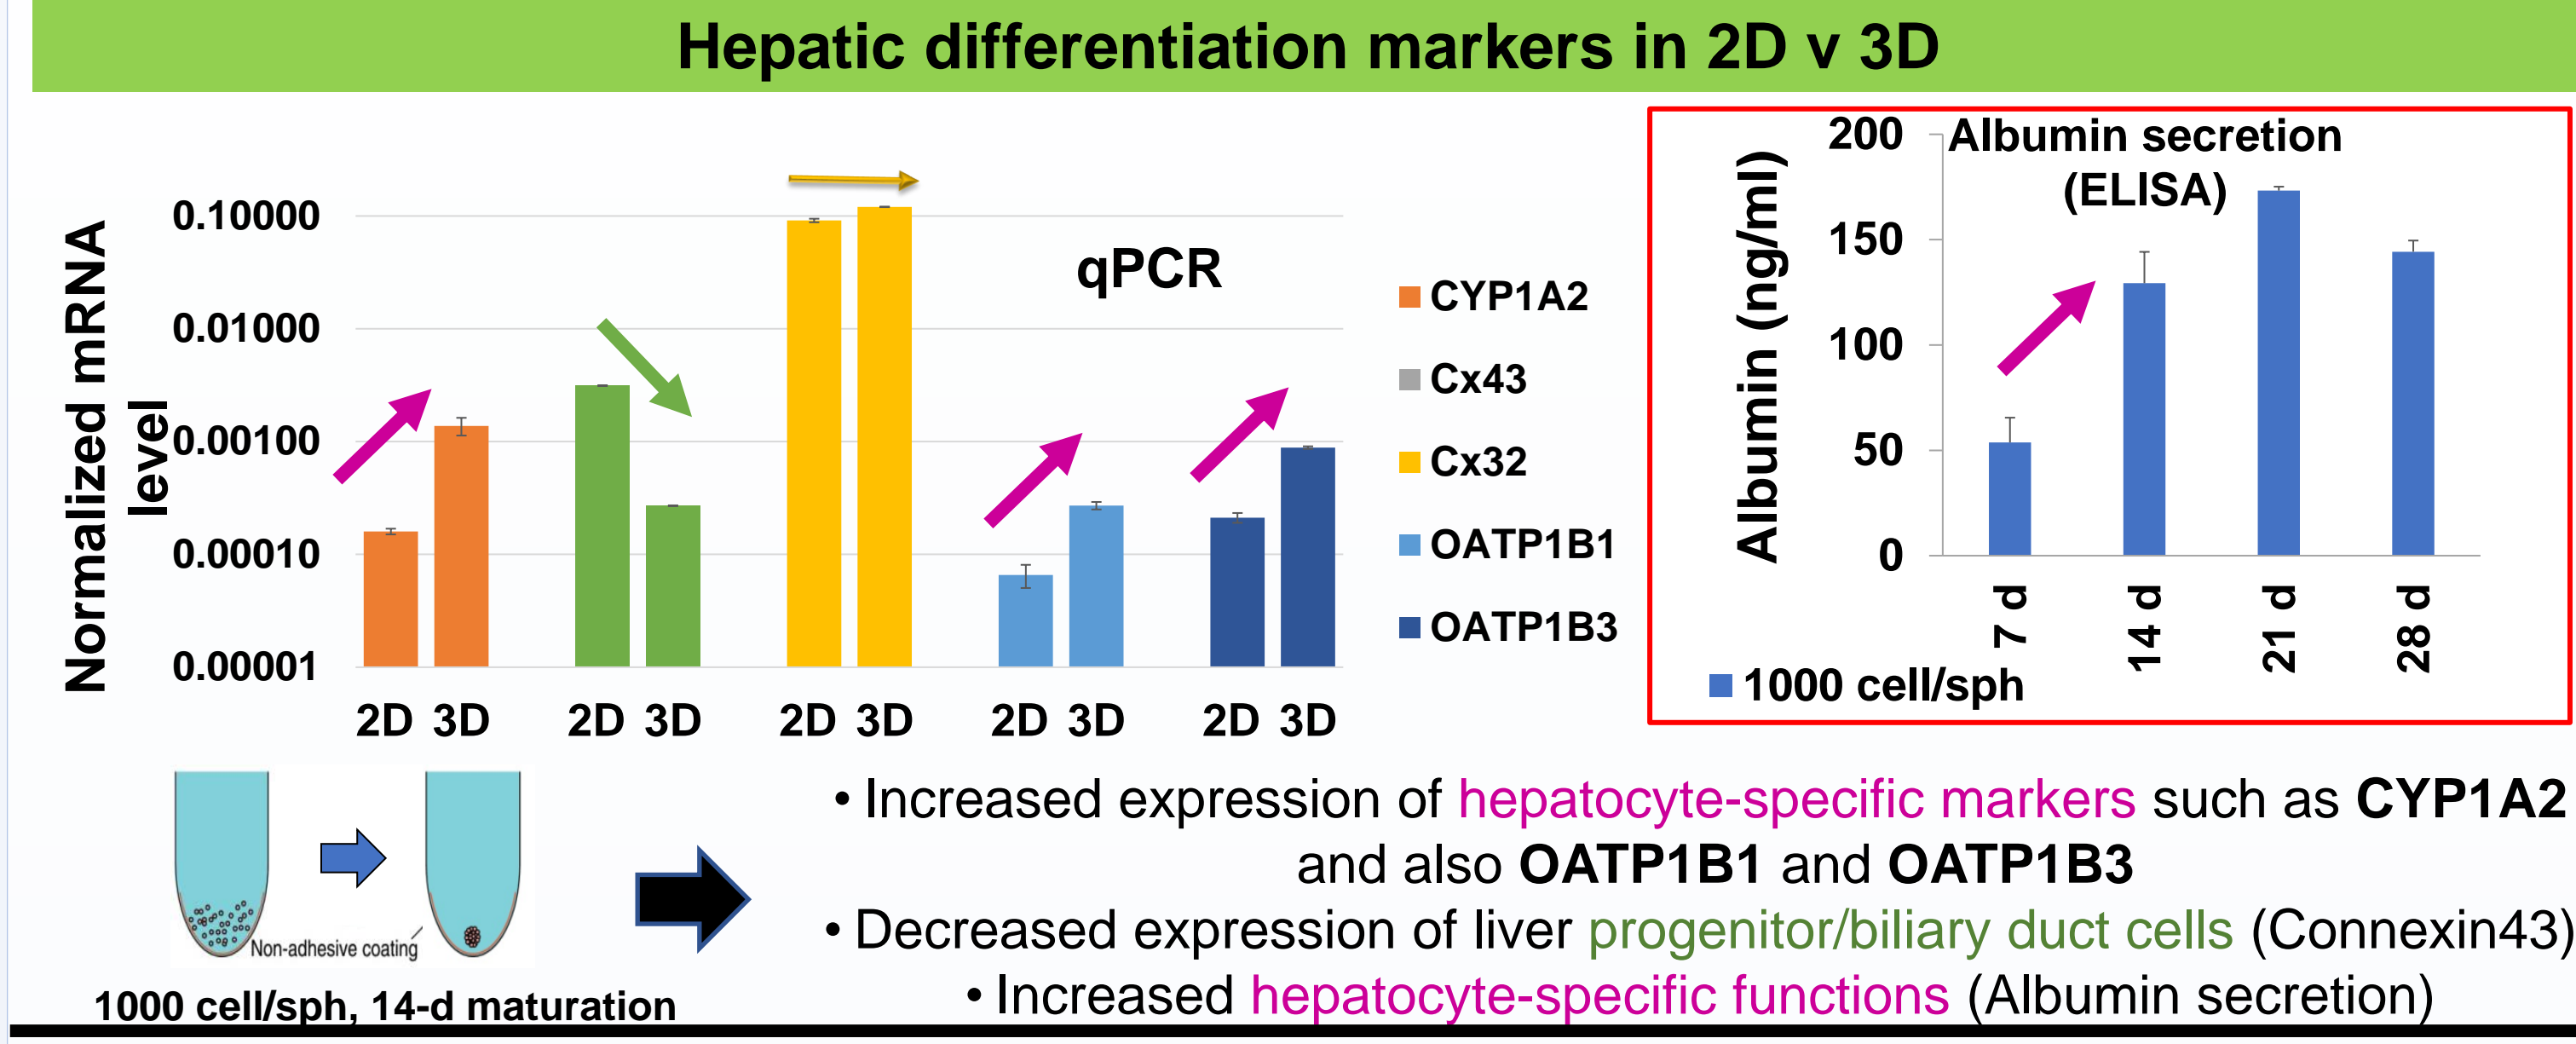 Hepatic differentiation markers in 2D v 3D
Normalized mRNA
level
0.10000
0.01000
0.00100
0.00010
0.00001
qPCR
2D 3D 2D 3D 2D 3D 2D 3D 2D 3D
CYP1A2
Cx43
Cx32
OATP1B1
OATP1B3
Albumin secretion
(ELISA)
Albumin (ng/ml)
200
150
100
50
0
7 d
14 d
21 d
28 d
1000 cell/sph
Non-adhesive coating
1000 cell/sph, 14-d maturation
• Increased expression of hepatocyte-specific markers such as CYP1A2
and also OATP1B1 and OATP1B3
• Decreased expression of liver progenitor/biliary duct cells (Connexin43)
• Increased hepatocyte-specific functions (Albumin secretion)